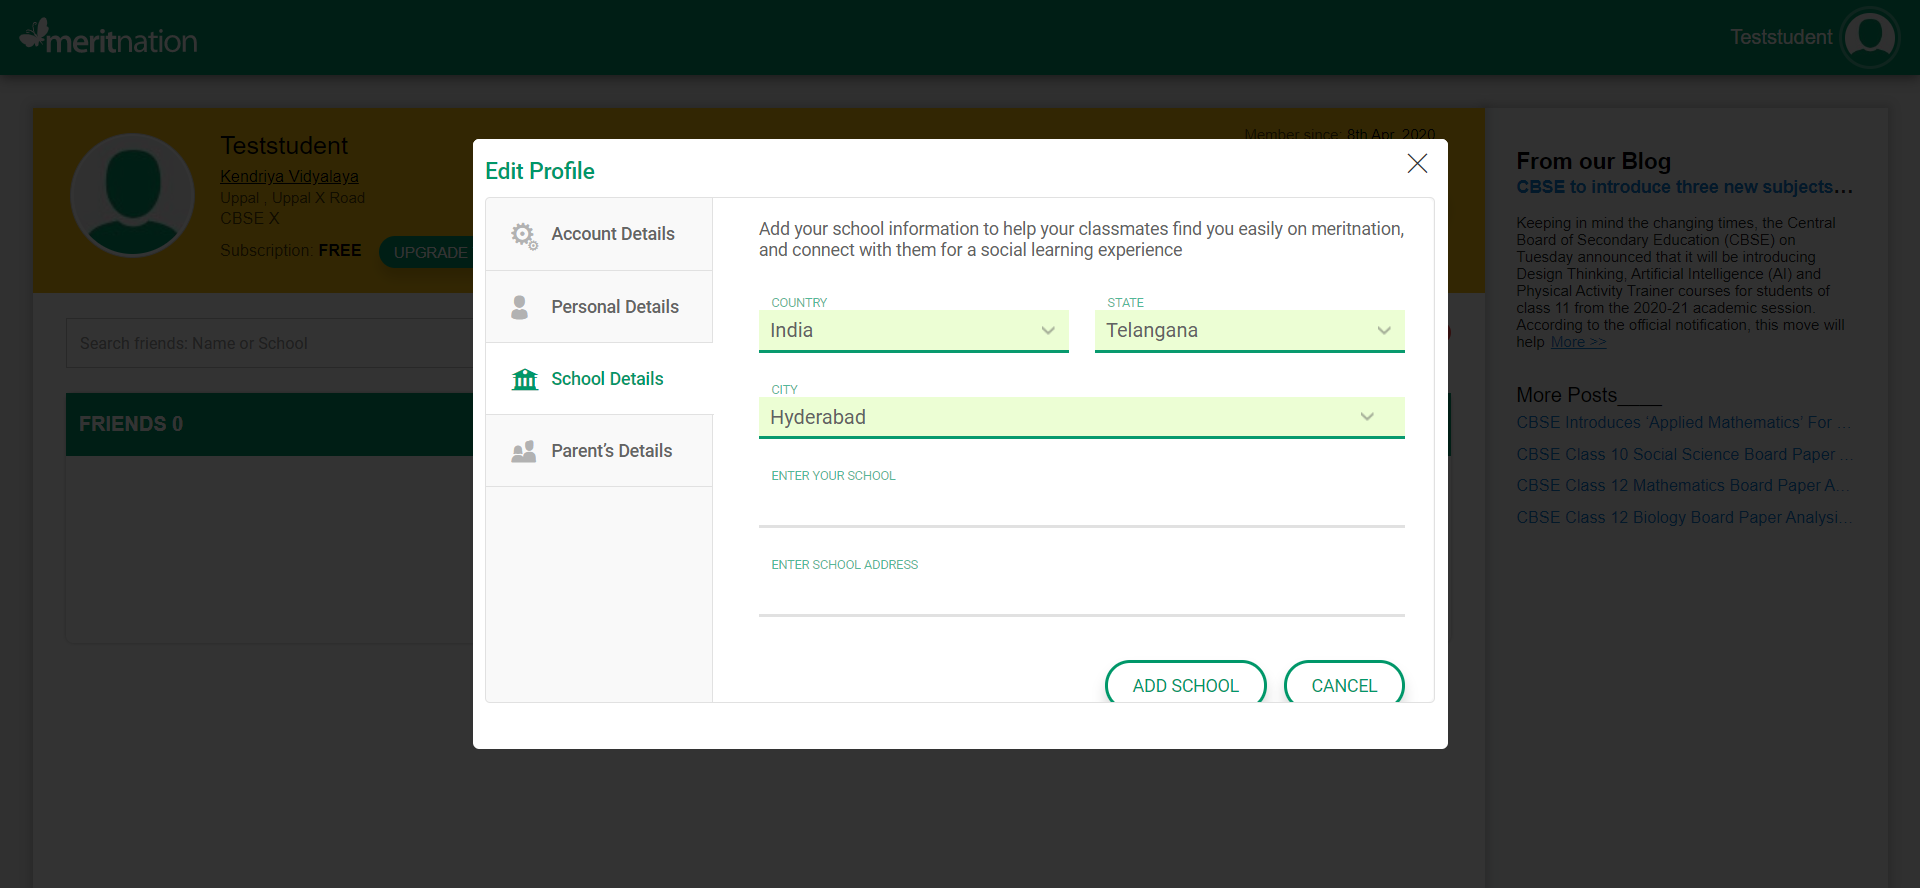 meritnation
Teststudent
Teststudent
Kendriya Vidyalaya
Uppal , Uppal X Road
CBSE X
Subscription: FREE
UPGRADE
Member since: 8th Apr, 2020
Search friends: Name or School
FRIENDS 0
Edit Profile
Account Details
Personal Details
School Details
Parent’s Details
Add your school information to help your classmates find you easily on meritnation,
and connect with them for a social learning experience
COUNTRY
India
STATE
Telangana
CITY
Hyderabad
ENTER YOUR SCHOOL
ENTER SCHOOL ADDRESS
ADD SCHOOL
CANCEL
From our Blog
CBSE to introduce three new subjects...
Keeping in mind the changing times, the Central
Board of Secondary Education (CBSE) on
Tuesday announced that it will be introducing
Design Thinking, Artificial Intelligence (AI) and
Physical Activity Trainer courses for students of
class 11 from the 2020-21 academic session.
According to the official notification, this move will
help More >>
More Posts____
CBSE Introduces ‘Applied Mathematics’ For ...
CBSE Class 10 Social Science Board Paper ...
CBSE Class 12 Mathematics Board Paper A...
CBSE Class 12 Biology Board Paper Analysi...